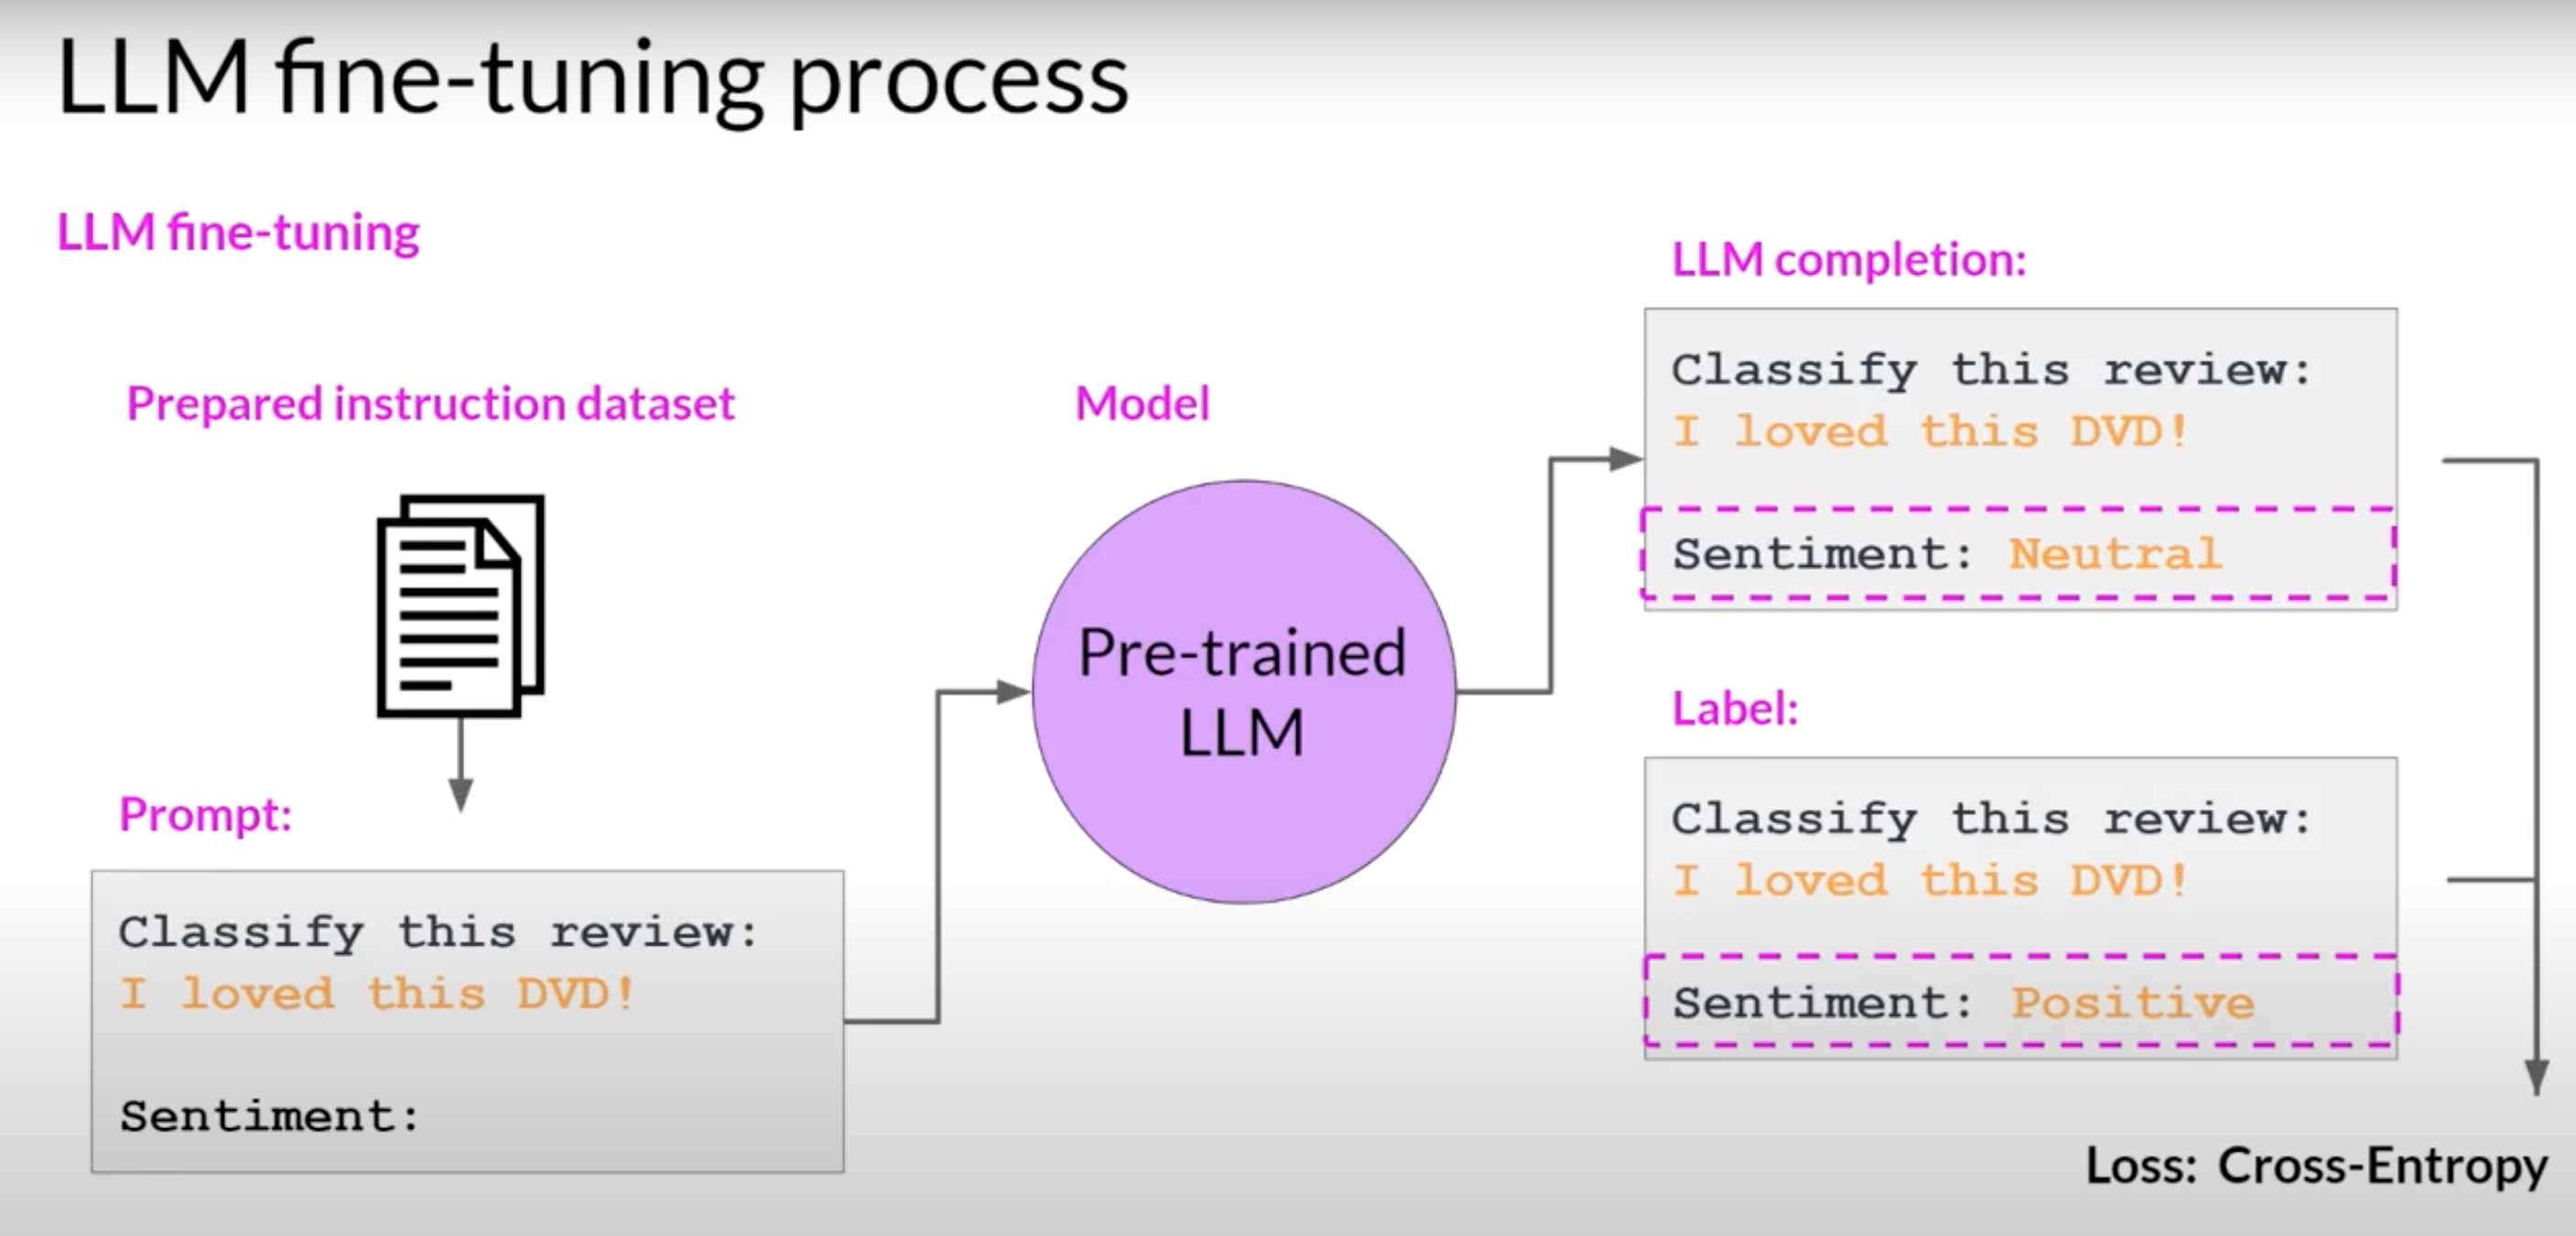 LLM fine-tuning process
LLM fine-tuning
Prepared instruction dataset
Prompt:
Classify this review:
I loved this DVD!
Sentiment:
Model
Pre-trained
LLM
LLM completion:
Classify this review:
I loved this DVD!
Sentiment: Neutral
Label:
Classify this review:
I loved this DVD!
Sentiment: Positive
Loss: Cross-Entropy